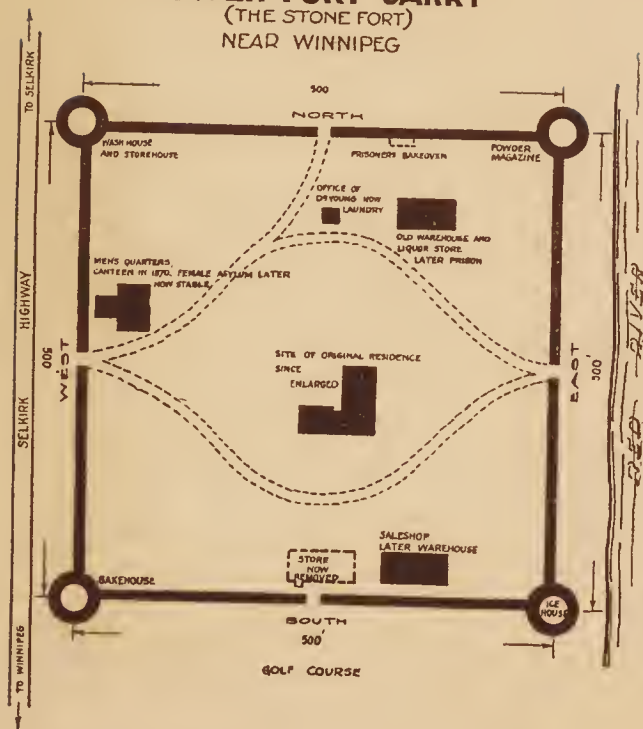 (THE STONE FORT)
NEAR WINNIPEG
TO SELKIRK
500
NORTH
WASH HOUSE
AND STOREHOUSE
PRISONERS BAKEOVEN
POWDER
MAGAZINE
OFFICE OF
NOW
LAUNDRY
OLD WAREHOUSE AND
LIQUOR STORE
LATER PRISON
MEN'S QUARTERS,
CANTEEN IN 1870. FEMALE ASYLUM LATER
NOW STABLE
HIGHWAY
SELKIRK
WEST
500
SITE OF ORIGINAL RESIDENCE
SINCE
ENLARGED
EAST
500
RED RIVER
STORE
NOW
REMOVED
SALESHOP
LATER WAREHOUSE
BAKEHOUSE
ICE
HOUSE
SOUTH
500'
TO WINNIPEG
GOLF COURSE